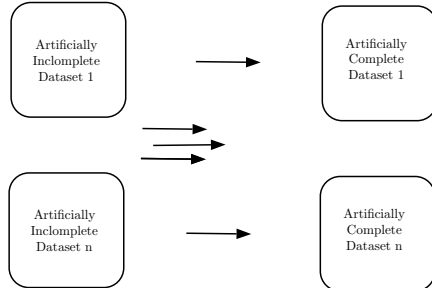 Artificially
Inclomplete
Dataset 1
Artificially
Complete
Dataset 1
Artificially
Inclomplete
Dataset n
Artificially
Complete
Dataset n